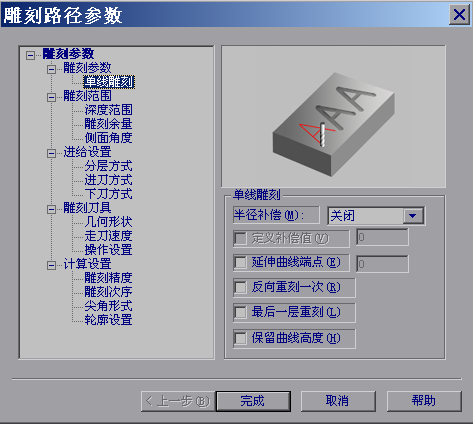 雕刻路径参数
雕刻参数
雕刻参数
单线雕刻
雕刻范围
深度范围
雕刻余量
侧面角度
进给设置
分层方式
进刀方式
下刀方式
雕刻刀具
几何形状
走刀速度
操作设置
计算设置
雕刻精度
雕刻次序
尖角形式
轮廓设置
AAA
单线雕刻
半径补偿(M): 关闭
定义补偿值(V) 0
延伸曲线端点(E) 0
反向重刻一次(R)
最后一层重刻(L)
保留曲线高度(H)
< 上一步(B) 完成 取消 帮助